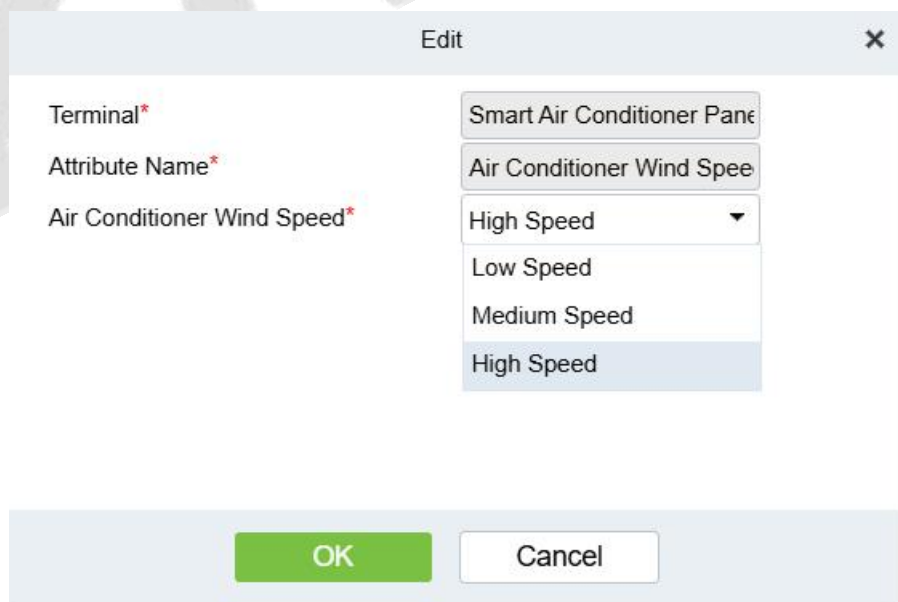 Edit
Terminal* Smart Air Conditioner Pane
Attribute Name* Air Conditioner Wind Spee
Air Conditioner Wind Speed* High Speed
Low Speed
Medium Speed
High Speed
OK Cancel